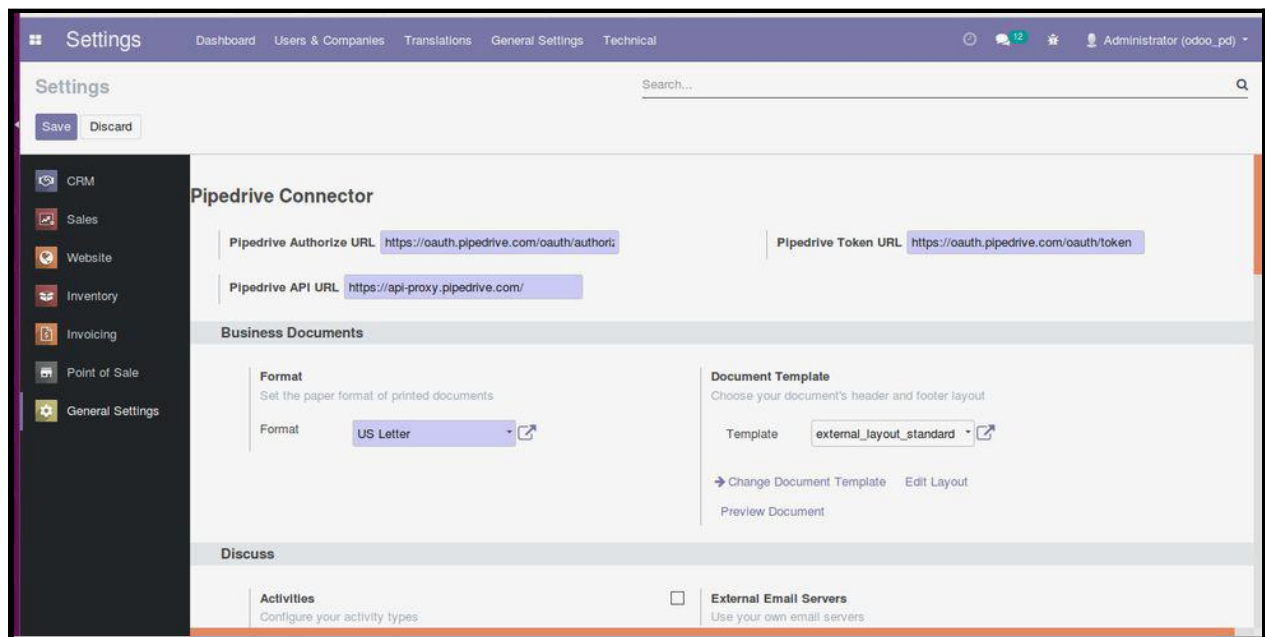 Settings Dashboard Users & Companies Translations General Settings Technical 12 Administrator (odoo_pd)
Settings Search...
Save Discard
CRM
Sales
Website
Inventory
Invoicing
Point of Sale
General Settings
Pipedrive Connector
Pipedrive Authorize URL https://oauth.pipedrive.com/oauth/authori Pipedrive Token URL https://oauth.pipedrive.com/oauth/token
Pipedrive API URL https://api-proxy.pipedrive.com/
Business Documents
Format Document Template
Set the paper format of printed documents Choose your document's header and footer layout
Format US Letter Template external_layout_standard
Change Document Template Edit Layout
Preview Document
Discuss
Activities External Email Servers
Configure your activity types Use your own email servers